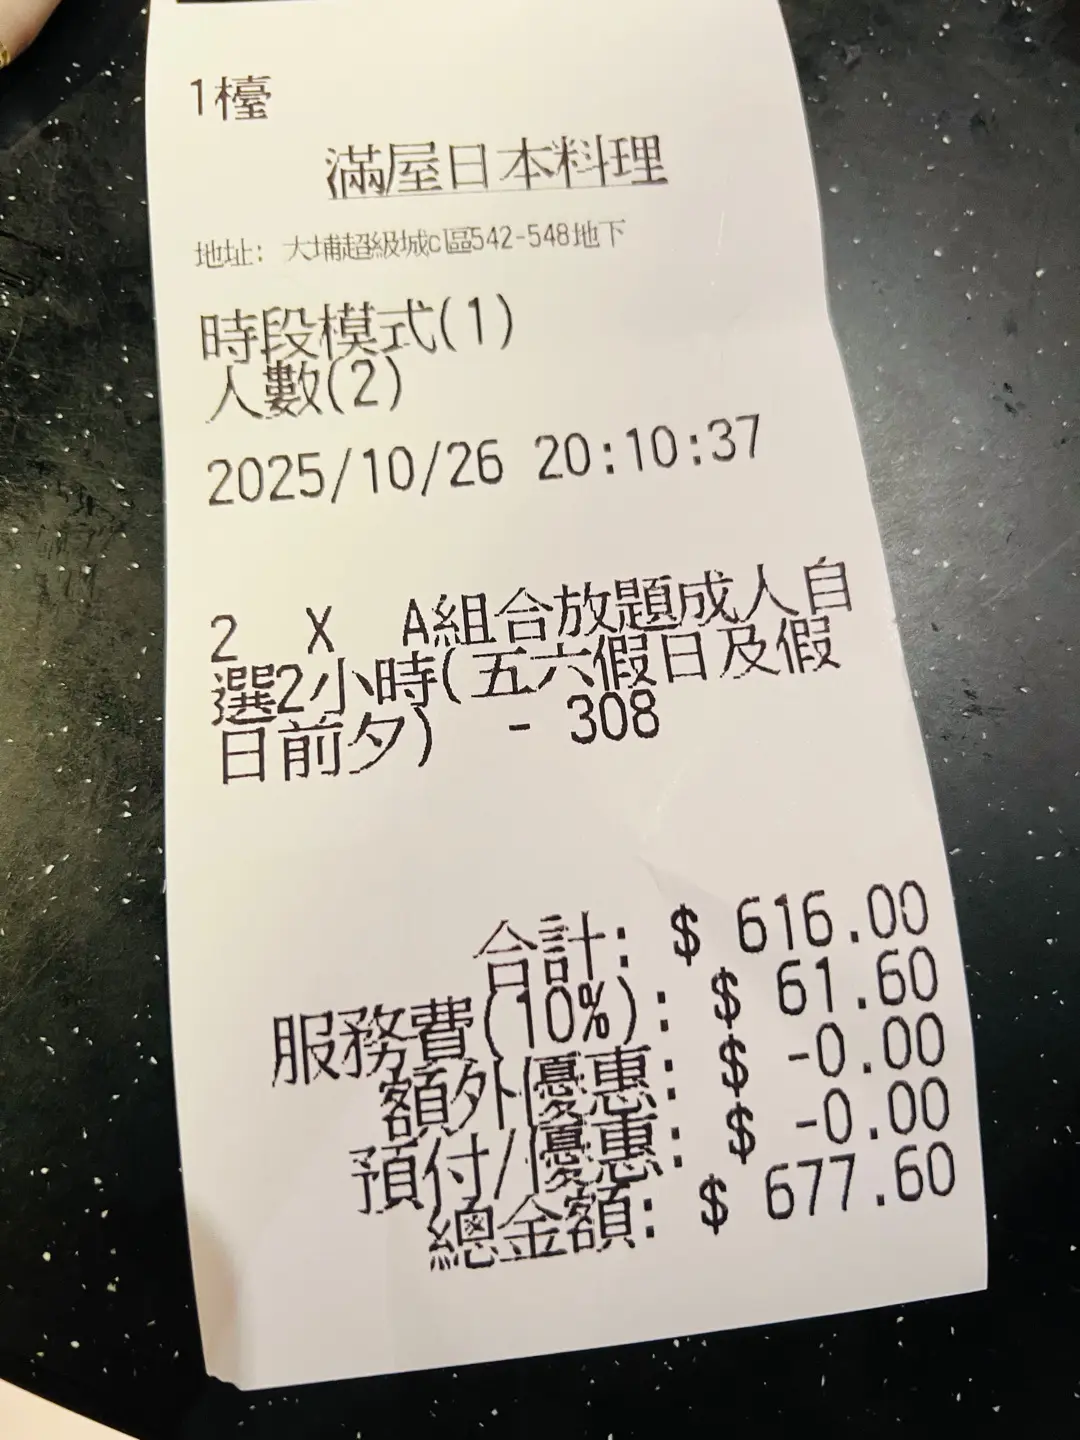 1檯
滿屋日本料理
地址: 大埔超級城c區542-548地下
時段模式(1)
人數(2)
2025/10/26 20:10:37
2 X A組合放題成人自
選2小時(五六假日及假
日前夕) - 308
合計: $ 616.00
服務費(10%): $ 61.60
額外優惠: $ -0.00
預付/優惠: $ -0.00
總金額: $ 677.60